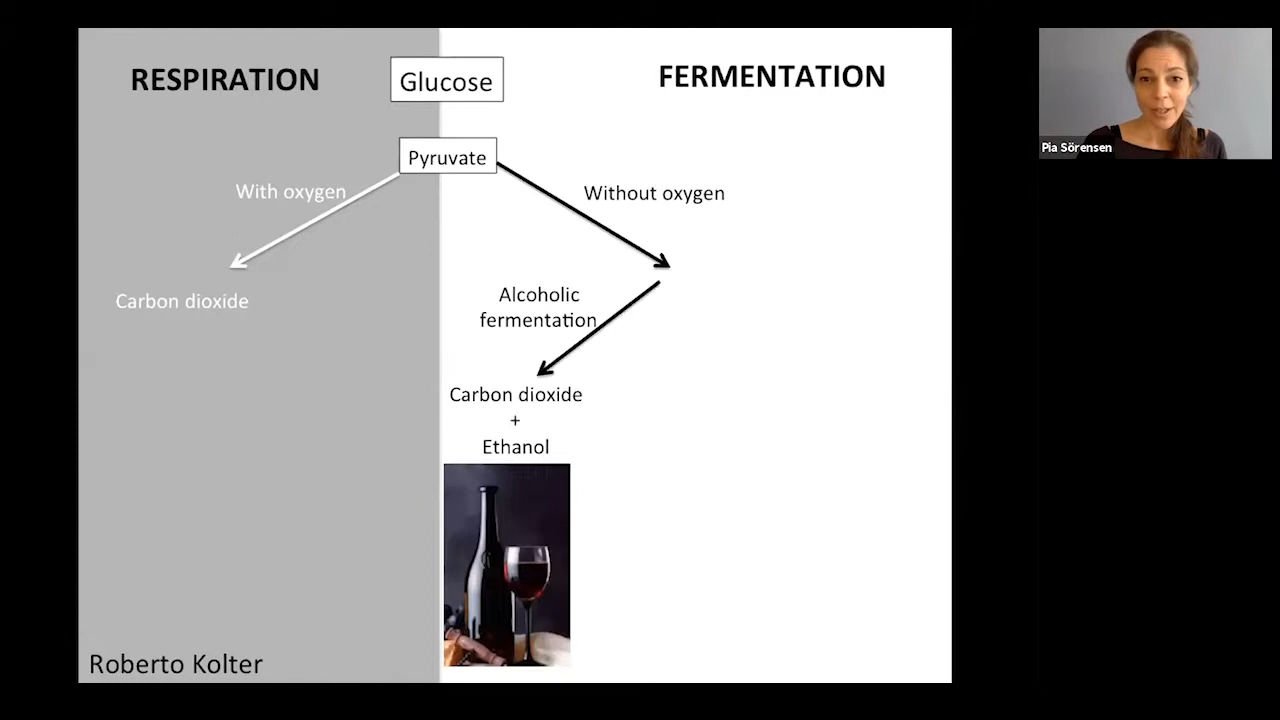 RESPIRATION
Glucose
FERMENTATION
Pyruvate
With oxygen
Without oxygen
Carbon dioxide
Alcoholic
fermentation
Carbon dioxide
+
Ethanol
Roberto Kolter
Pia Sörensen